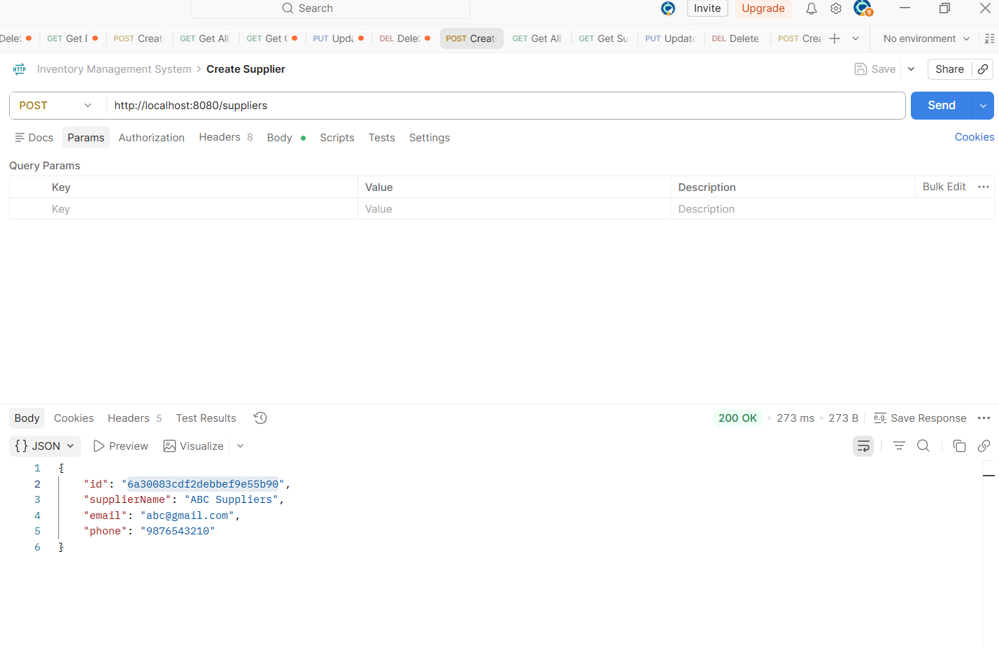 Search Invite Upgrade
Delet GET Get I POST Creat GET Get All GET Get C PUT Upda DEL Delet POST Creat GET Get All GET Get Su PUT Update DEL Delete POST Crea No environment
HTTP Inventory Management System > Create Supplier Save Share
POST http://localhost:8080/suppliers Send
Docs Params Authorization Headers 8 Body Scripts Tests Settings Cookies
Query Params
Key Value Description Bulk Edit
Key Value Description
Body Cookies Headers 5 Test Results 200 OK 273 ms 273 B e.g. Save Response
{} JSON Preview Visualize
1 {
2 "id": "6a30083cdf2debbef9e55b90",
3 "supplierName": "ABC Suppliers",
4 "email": "abc@gmail.com",
5 "phone": "9876543210"
6 }